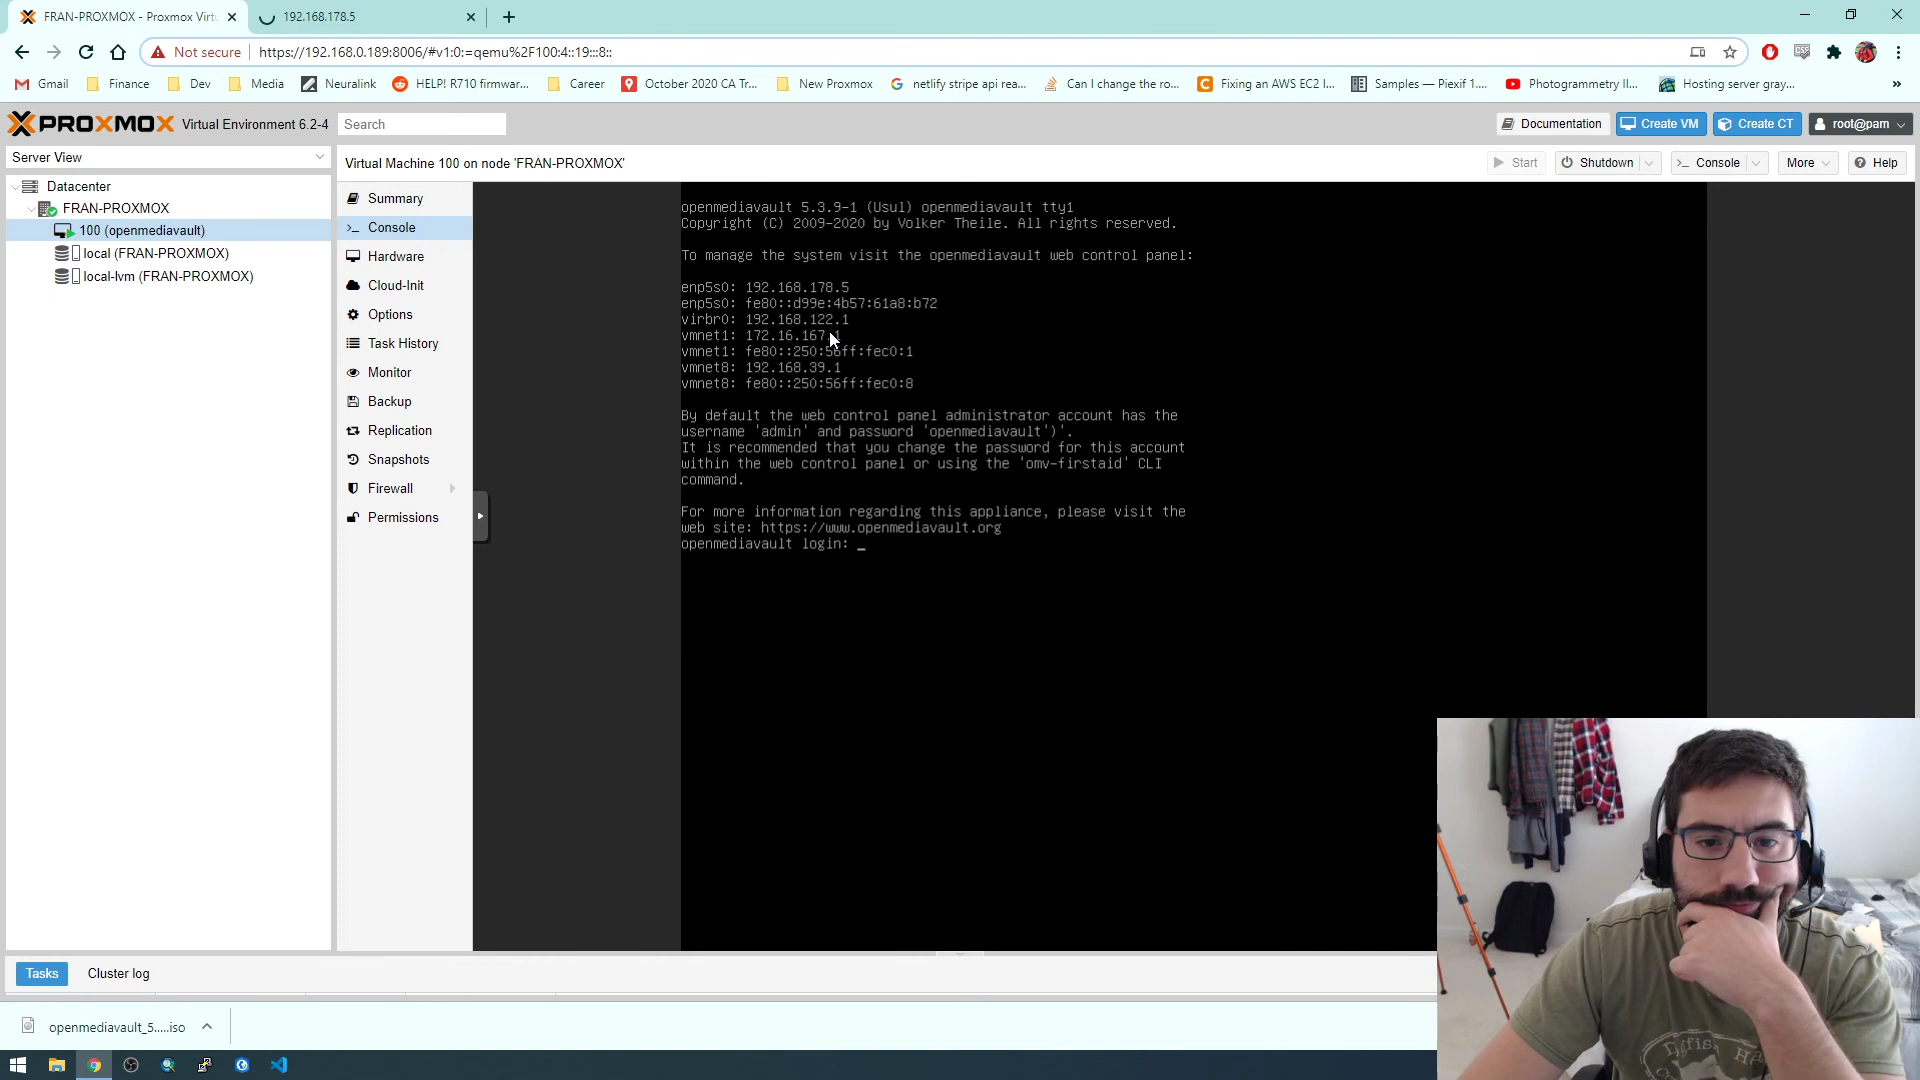 FRAN-PROXMOX - Proxmox Virtu
192.168.178.5
Not secure
https://192.168.0.189:8006/#v1:0:=qemu%2F100:4::19:::8::
Gmail
Finance
Dev
Media
Neuralink
HELP! R710 firmwar...
Career
October 2020 CA Tr...
New Proxmox
netlify stripe api rea...
Can I change the ro...
Fixing an AWS EC2 I...
Samples — Piexif 1....
Photogrammetry II...
Hosting server gray...
»
PROXMOX
Virtual Environment 6.2-4
Search
Documentation
Create VM
Create CT
root@pam
Server View
Virtual Machine 100 on node 'FRAN-PROXMOX'
Start
Shutdown
Console
More
Help
Datacenter
FRAN-PROXMOX
100 (openmediavault)
local (FRAN-PROXMOX)
local-lvm (FRAN-PROXMOX)
Summary
Console
Hardware
Cloud-Init
Options
Task History
Monitor
Backup
Replication
Snapshots
Firewall
Permissions
openmediavault 5.3.9-1 (Usul) openmediavault tty1
Copyright (C) 2009-2020 by Volker Theile. All rights reserved.
To manage the system visit the openmediavault web control panel:
enp5s0: 192.168.178.5
enp5s0: fe80::d99e:4b57:61a8:b72
virbr0: 192.168.122.1
vmnet1: 172.16.167.1
vmnet1: fe80::250:56ff:fec0:1
vmnet8: 192.168.39.1
vmnet8: fe80::250:56ff:fec0:8
By default the web control panel administrator account has the
username 'admin' and password 'openmediavault')'.
It is recommended that you change the password for this account
within the web control panel or using the 'omv-firstaid' CLI
command.
For more information regarding this appliance, please visit the
web site: https://www.openmediavault.org
openmediavault login: _
Tasks
Cluster log
openmediavault_5.....iso